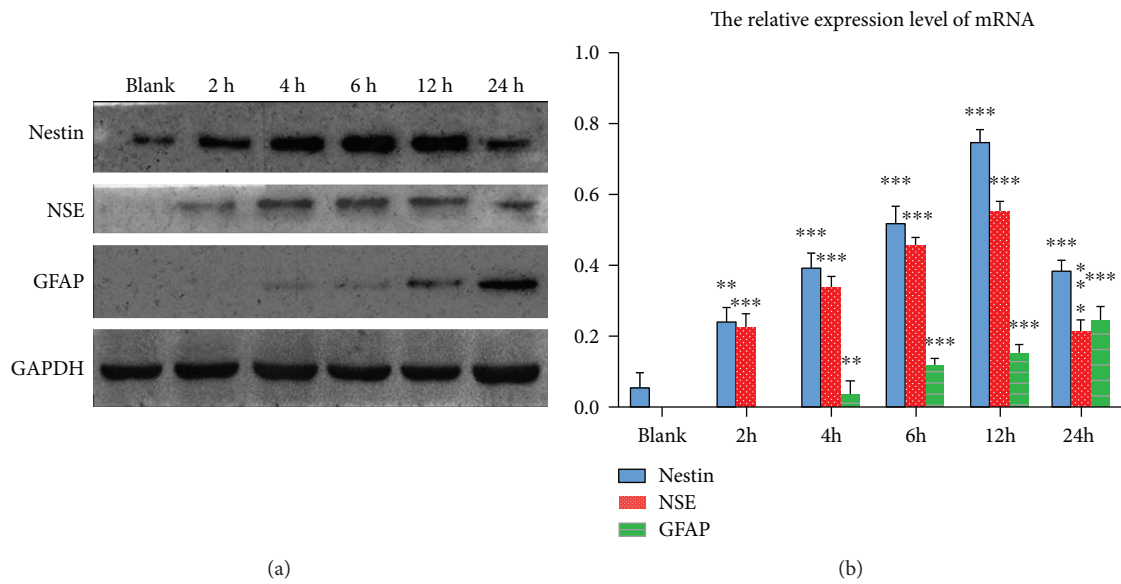 Blank 2 h 4 h 6 h 12 h 24 h
Nestin
NSE
GFAP
GAPDH
(a)
The relative expression level of mRNA
1.0
0.8
0.6
0.4
0.2
0.0
** *** *** *** ** *** *** *** *** *** *** *** *** ***
Blank 2h 4h 6h 12h 24h
Nestin
NSE
GFAP
(b)